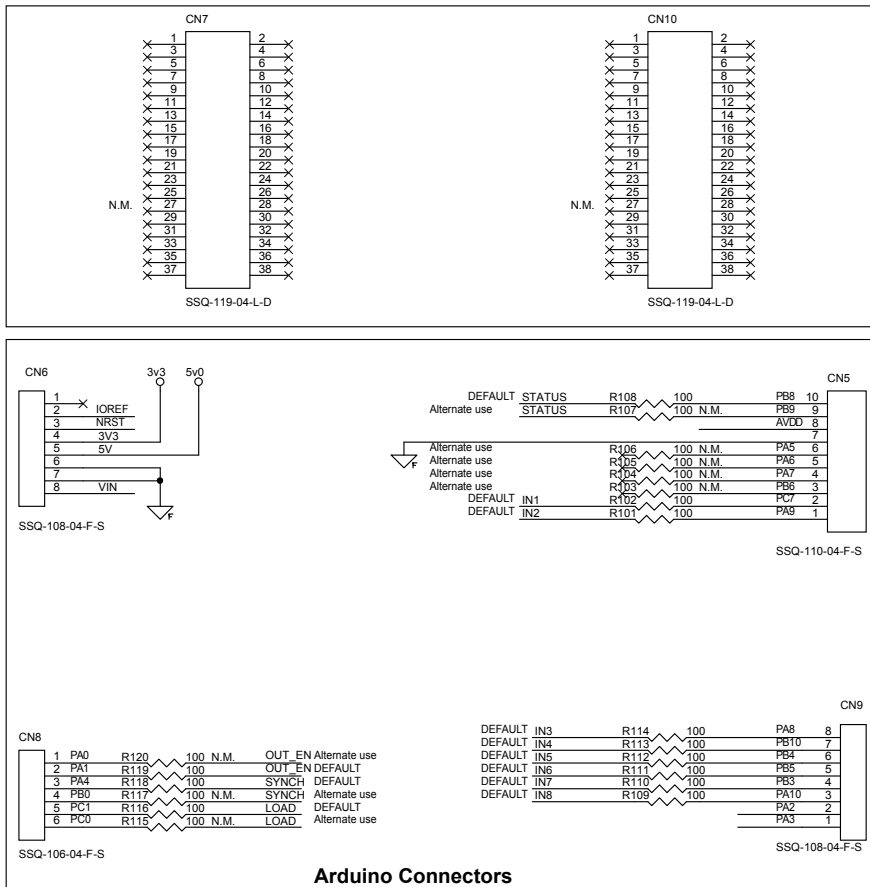 CN7
CN10
1 2
3 4
5 6
7 8
9 10
11 12
13 14
15 16
17 18
19 20
21 22
23 24
25 26
27 28
29 30
31 32
33 34
35 36
37 38
N.M.
SSQ-119-04-L-D
1 2
3 4
5 6
7 8
9 10
11 12
13 14
15 16
17 18
19 20
21 22
23 24
25 26
27 28
29 30
31 32
33 34
35 36
37 38
N.M.
SSQ-119-04-L-D
CN6
3v3 5v0
1
2 IOREF
3 NRST
4 3V3
5 5V
6
7
8 VIN
F
SSQ-108-04-F-S
CN5
DEFAULT STATUS R108 100 PB8 10
Alternate use STATUS R107 100 N.M. PB9 9
AVDD 8
7
F
Alternate use R106 100 N.M. PA5 6
Alternate use R105 100 N.M. PA6 5
Alternate use R104 100 N.M. PA7 4
Alternate use R103 100 N.M. PB6 3
DEFAULT IN1 R102 100 PC7 2
DEFAULT IN2 R101 100 PA9 1
SSQ-110-04-F-S
CN8
1 PA0 R120 100 N.M. OUT_EN Alternate use
2 PA1 R119 100 OUT_EN DEFAULT
3 PA4 R118 100 SYNCH DEFAULT
4 PB0 R117 100 N.M. SYNCH Alternate use
5 PC1 R116 100 LOAD DEFAULT
6 PC0 R115 100 N.M. LOAD Alternate use
SSQ-106-04-F-S
CN9
DEFAULT IN3 R114 100 PA8 8
DEFAULT IN4 R113 100 PB10 7
DEFAULT IN5 R112 100 PB4 6
DEFAULT IN6 R111 100 PB5 5
DEFAULT IN7 R110 100 PB3 4
DEFAULT IN8 R109 100 PA10 3
PA2 2
PA3 1
SSQ-108-04-F-S
Arduino Connectors